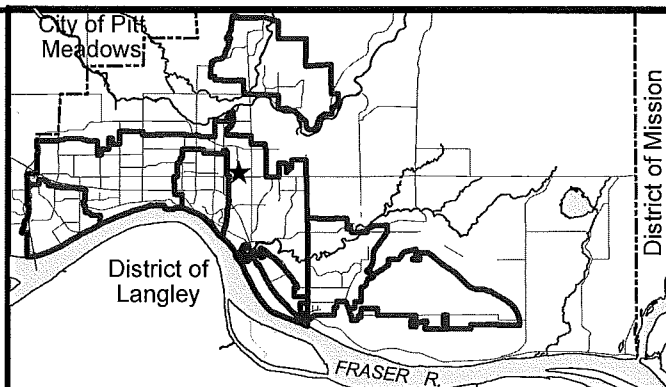 City of Pitt
Meadows
District of Mission
District of
Langley
FRASER R.